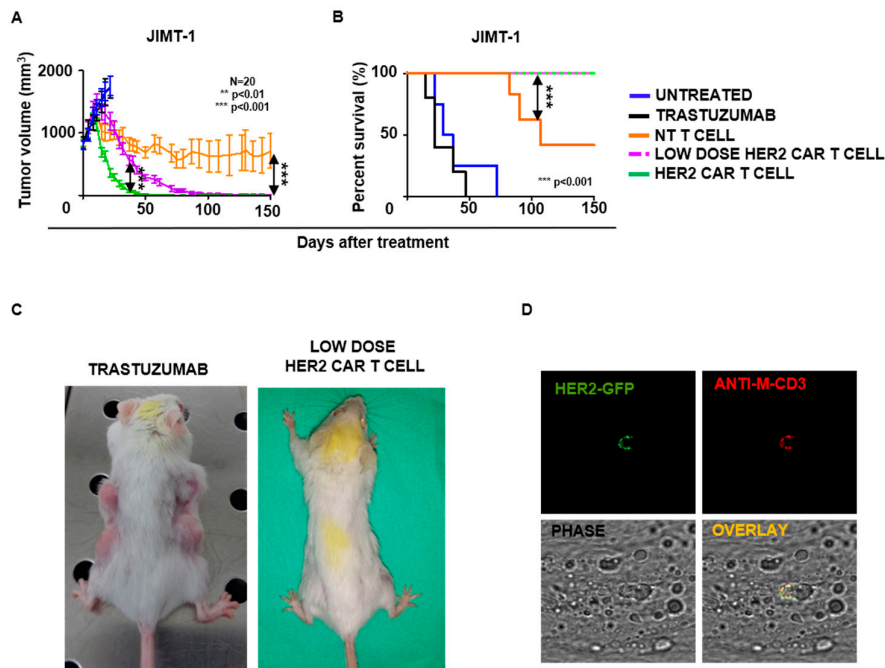 A
JIMT-1
Tumor volume (mm3)
2000
1000
0
50
100
150
N=20
** p<0.01
*** p<0.001
***
***
B
JIMT-1
Percent survival (%)
100
50
0
50
100
150
***
*** p<0.001
UNTREATED
TRASTUZUMAB
NT T CELL
LOW DOSE HER2 CAR T CELL
HER2 CAR T CELL
Days after treatment
C
TRASTUZUMAB
LOW DOSE
HER2 CAR T CELL
D
HER2-GFP
ANTI-M-CD3
PHASE
OVERLAY